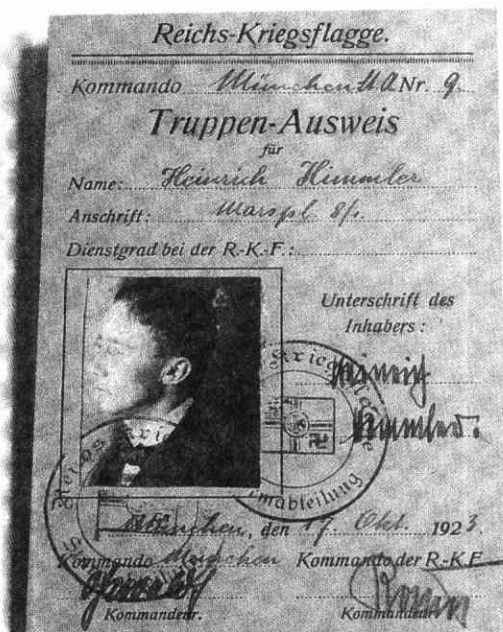 Reichs-Kriegsflagge.
Kommando München Nr. 9.
Truppen-Ausweis
für
Name: Heinrich Himmler
Anschrift: Marspl. 8/I.
Dienstgrad bei der R.-K.-F.:
Unterschrift des
Inhabers:
Heinrich
Himmler.
München, den 17. Okt. 1923.
Kommando München Kommando der R.-K.F.
Kommandeur. Kommandeur